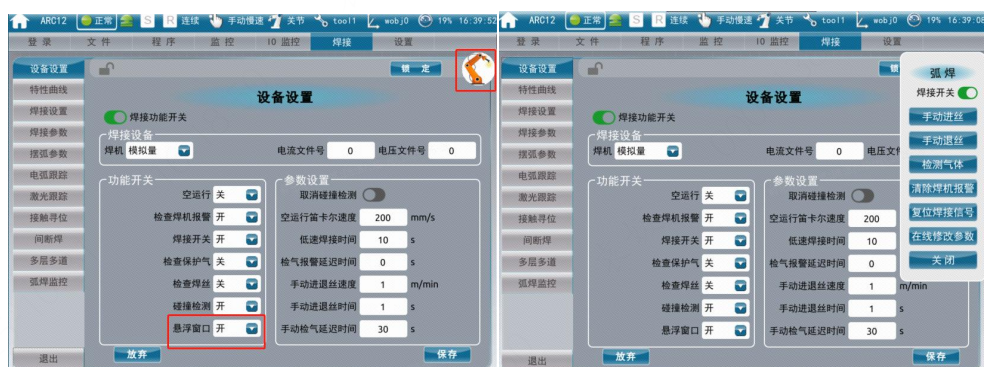 ARC12 正常 S R 连续 手动慢速 关节 tool1 wobj0 19% 16:39:52
登录 文件 程序 监控 IO 监控 焊接 设置
设备设置
特性曲线
焊接设置
焊接参数
摆弧参数
电弧跟踪
激光跟踪
接触寻位
间断焊
多层多道
弧焊监控
退出
锁 定
设备设置
焊接功能开关
焊接设备
焊机 模拟量 电流文件号 0 电压文件号 0
功能开关
空运行 关
检查焊机报警 开
焊接开关 开
检查保护气 关
检查焊丝 关
碰撞检测 开
悬浮窗口 开
参数设置
取消碰撞检测
空运行笛卡尔速度 200 mm/s
低速焊接时间 10 s
检气报警延迟时间 0 s
手动进退丝速度 1 m/min
手动进退丝时间 1 s
手动检气延迟时间 30 s
放弃 保存
ARC12 正常 S R 连续 手动慢速 关节 tool1 wobj0 19% 16:39:08
登录 文件 程序 监控 IO 监控 焊接 设置
设备设置
特性曲线
焊接设置
焊接参数
摆弧参数
电弧跟踪
激光跟踪
接触寻位
间断焊
多层多道
弧焊监控
退出
锁
设备设置
焊接功能开关
焊接设备
焊机 模拟量 电流文件号 0 电压文件
功能开关
空运行 关
检查焊机报警 开
焊接开关 开
检查保护气 关
检查焊丝 关
碰撞检测 开
悬浮窗口 开
参数设置
取消碰撞检测
空运行笛卡尔速度 200
低速焊接时间 10
检气报警延迟时间 0
手动进退丝速度 1 m/min
手动进退丝时间 1 s
手动检气延迟时间 30 s
放弃 保存
弧焊
焊接开关
手动进丝
手动退丝
检测气体
清除焊机报警
复位焊接信号
在线修改参数
关闭